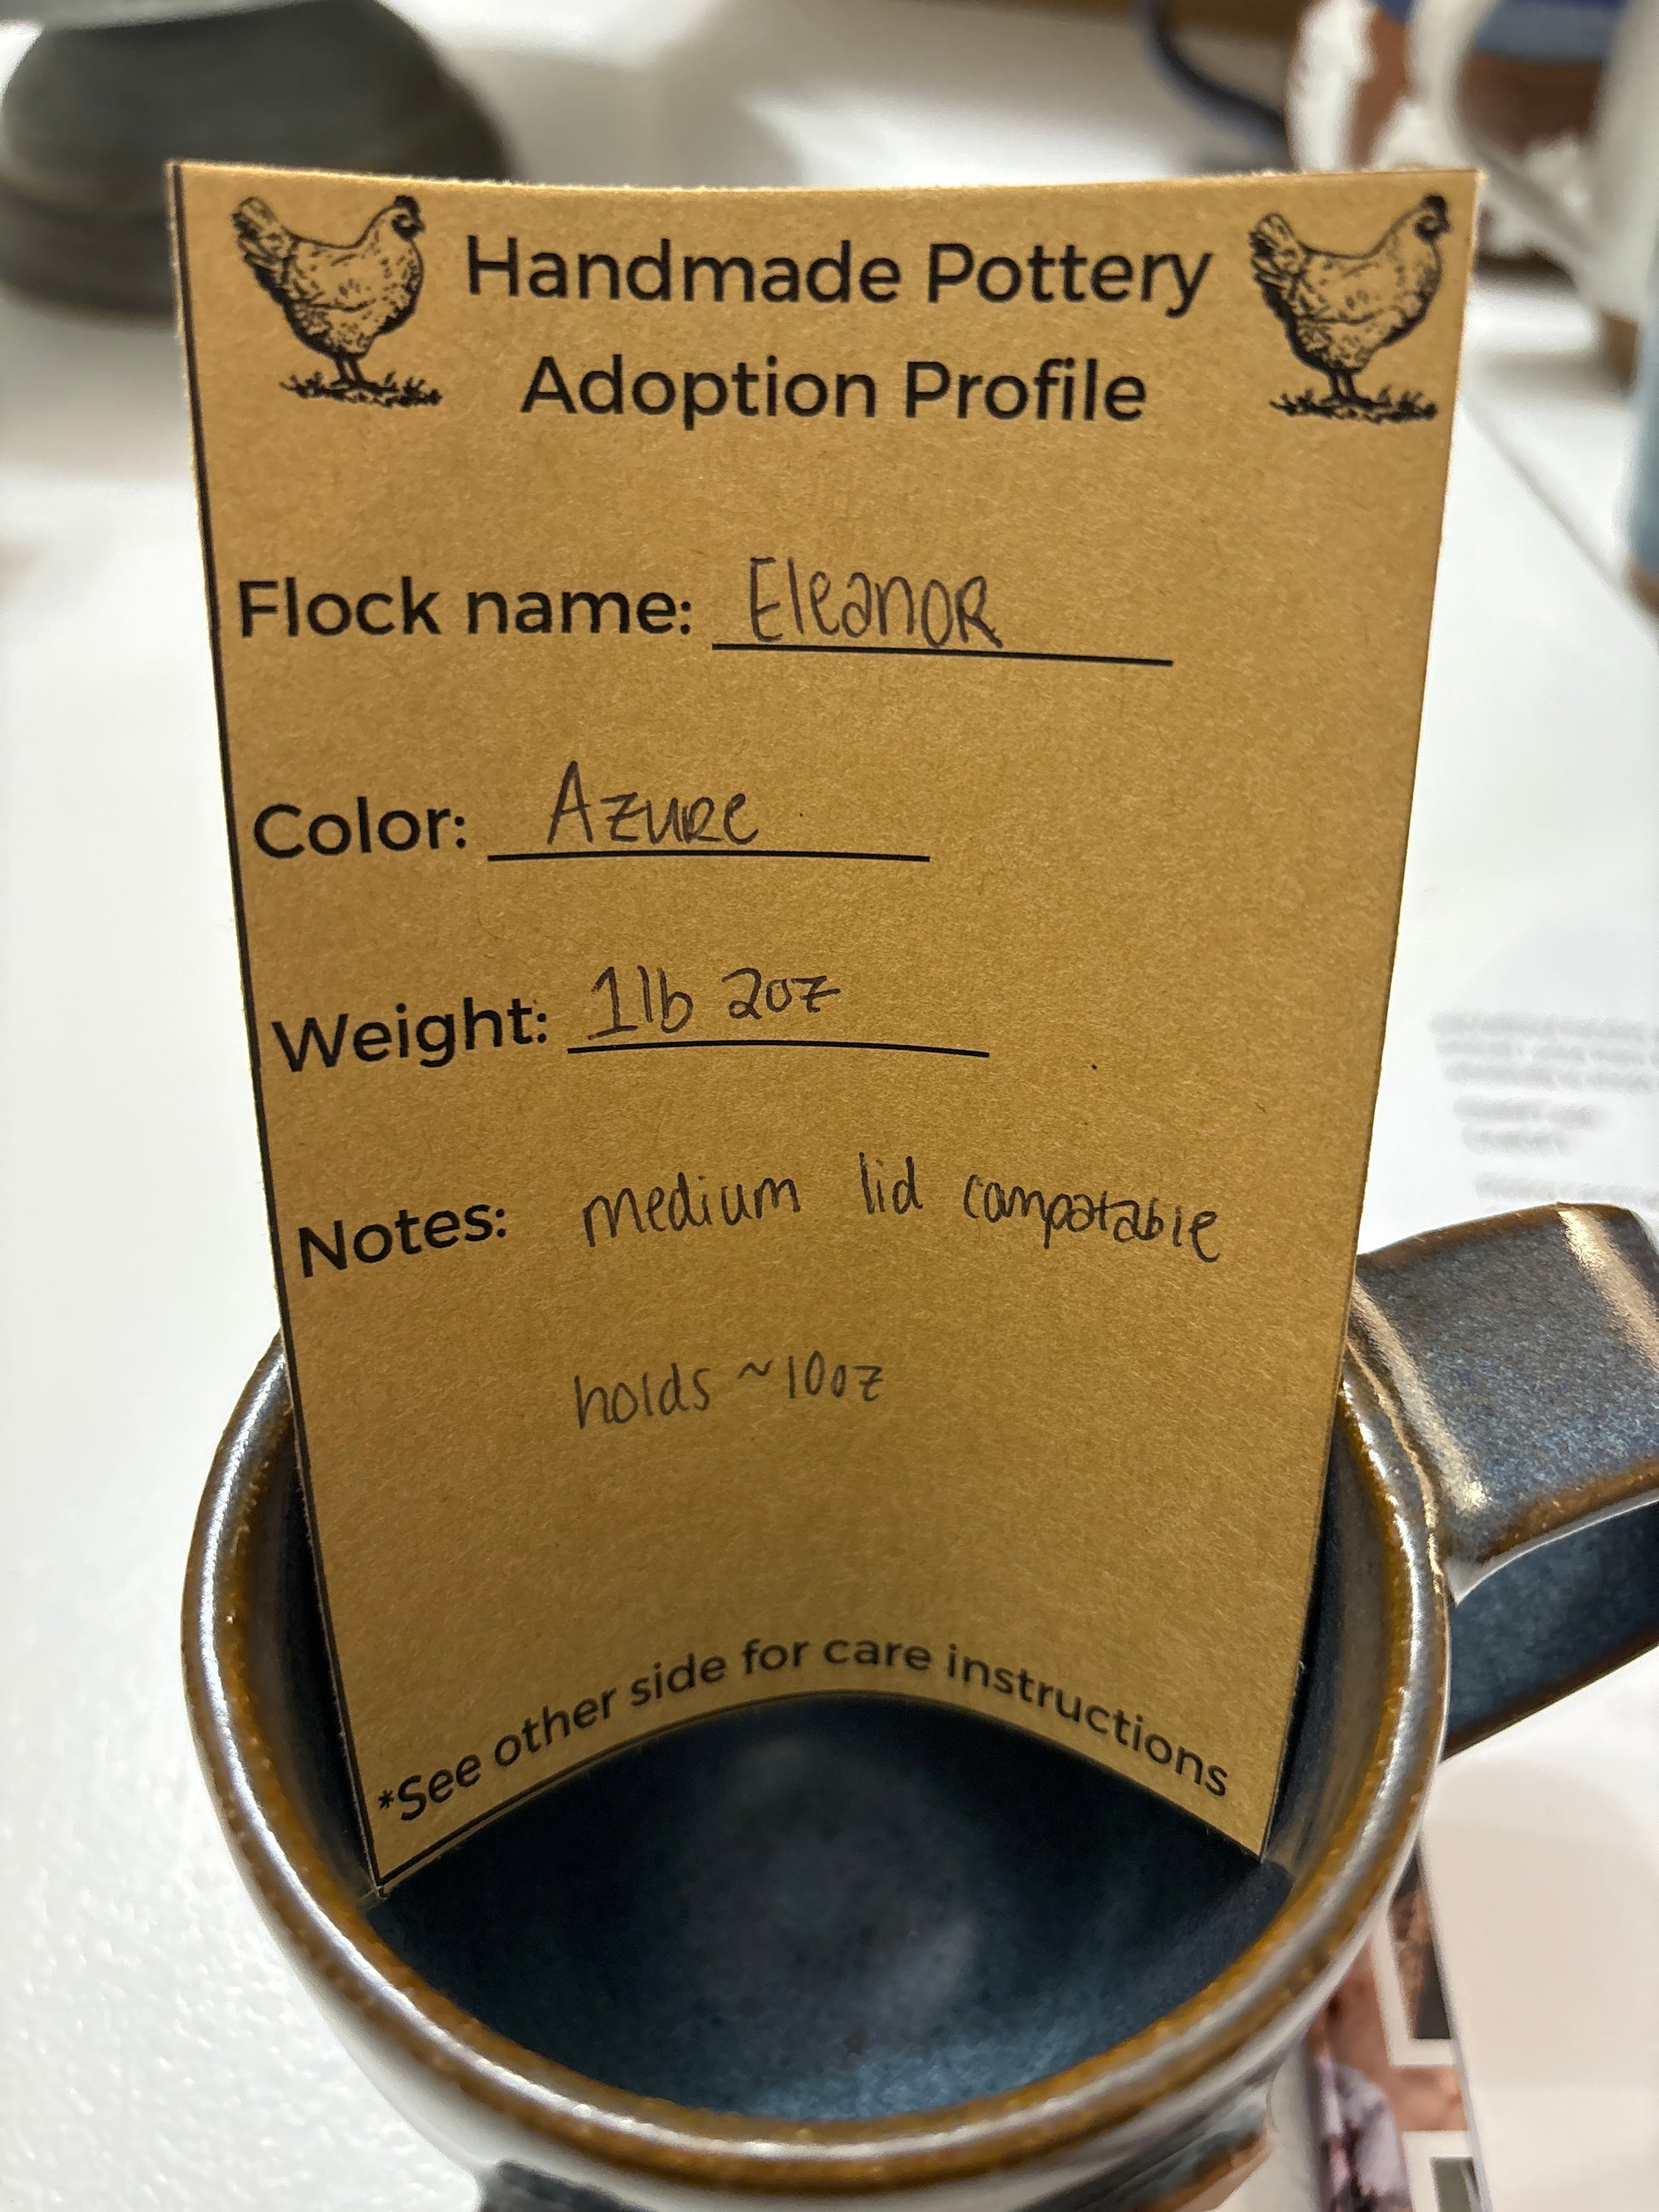 Handmade Pottery
Adoption Profile
Flock name: Eleanor
Color: Azure
Weight: 1lb 2oz
Notes: medium lid compatable
holds ~10oz
*See other side for care instructions